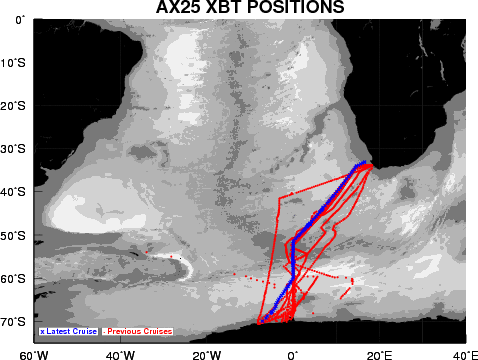 AX25 XBT POSITIONS
0°
10°S
20°S
30°S
40°S
50°S
60°S
70°S
x Latest Cruise - Previous Cruises
60°W 40°W 20°W 0° 20°E 40°E